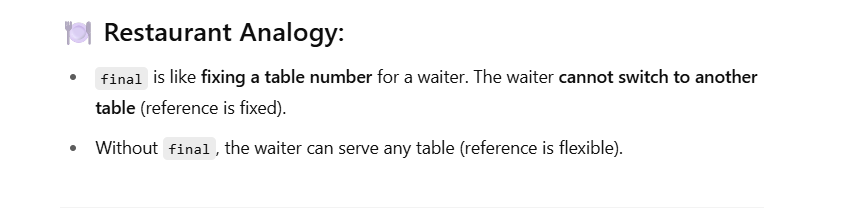 🍽️ Restaurant Analogy:
• final is like fixing a table number for a waiter. The waiter cannot switch to another
table (reference is fixed).
• Without final, the waiter can serve any table (reference is flexible).